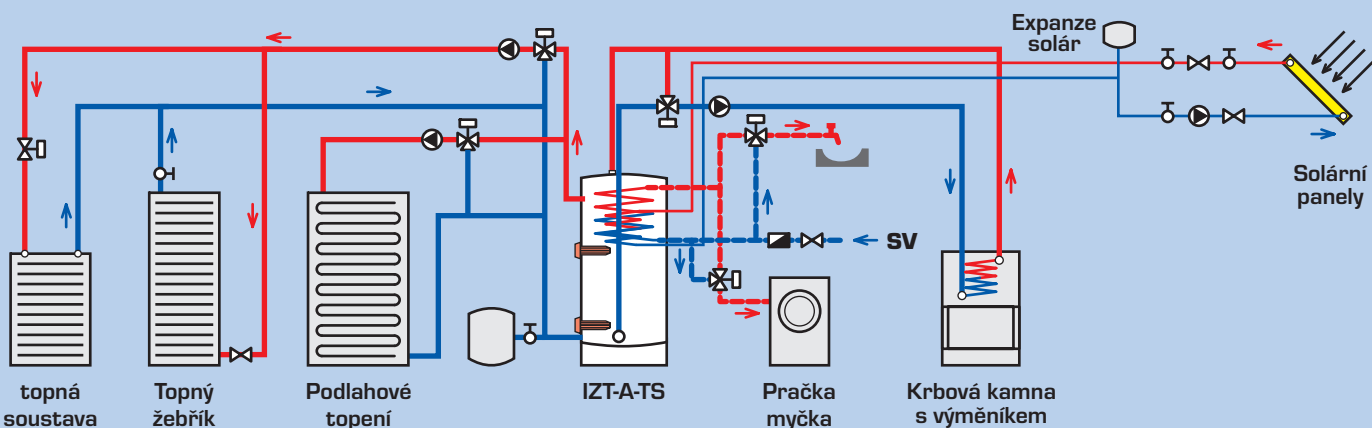 Expanze
solár
Solární
panely
SV
topná
soustava
Topný
žebřík
Podlahové
topení
IZT-A-TS
Pračka
myčka
Krbová kamna
s výměníkem